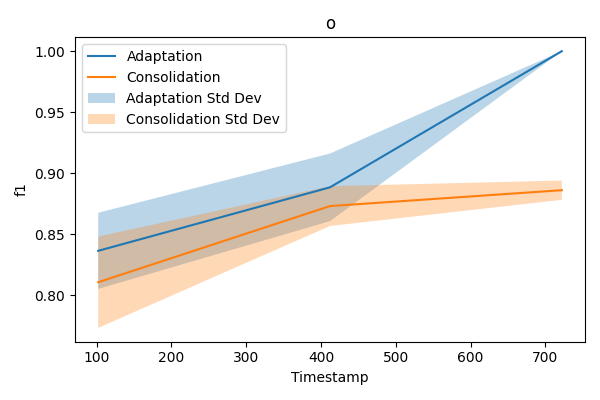 o
Adaptation
Consolidation
Adaptation Std Dev
Consolidation Std Dev
1.00
0.95
0.90
0.85
0.80
f1
100 200 300 400 500 600 700
Timestamp